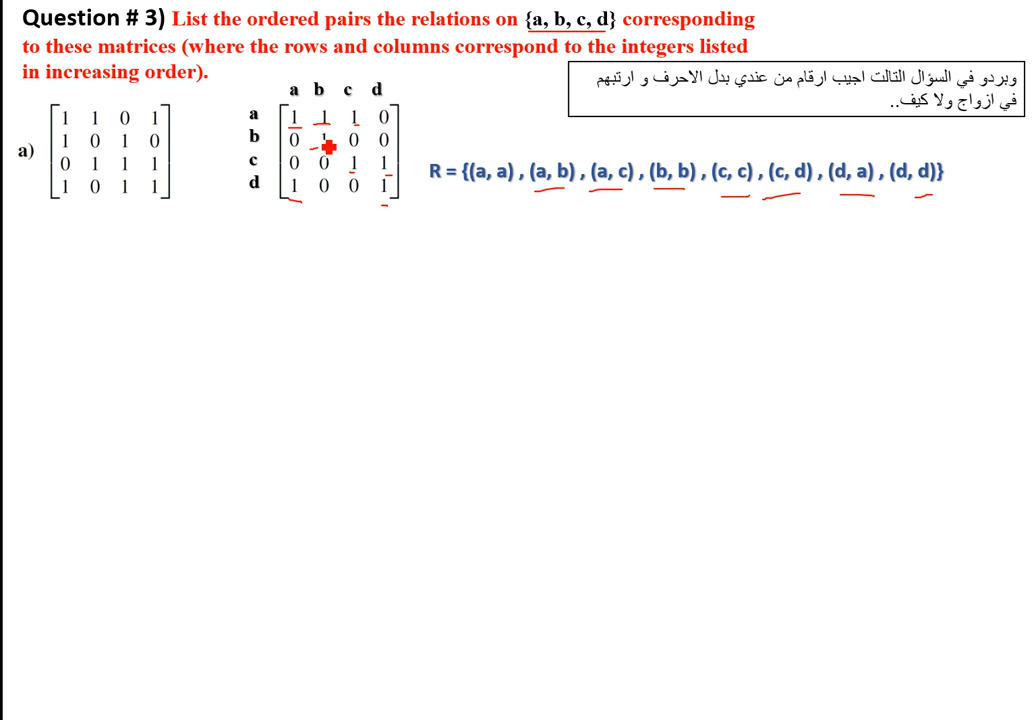 Question # 3) List the ordered pairs the relations on {a, b, c, d} corresponding
to these matrices (where the rows and columns correspond to the integers listed
in increasing order).
وبردو في السؤال التالت اجيب ارقام من عندي بدل الاحرف و ارتبهم
في ازواج ولا كيف..
a)
1 1 0 1
1 0 1 0
0 1 1 1
1 0 1 1
a b c d
a 1 1 1 0
b 0 1 0 0
c 0 0 1 1
d 1 0 0 1
R = {(a, a) , (a, b) , (a, c) , (b, b) , (c, c) , (c, d) , (d, a) , (d, d)}